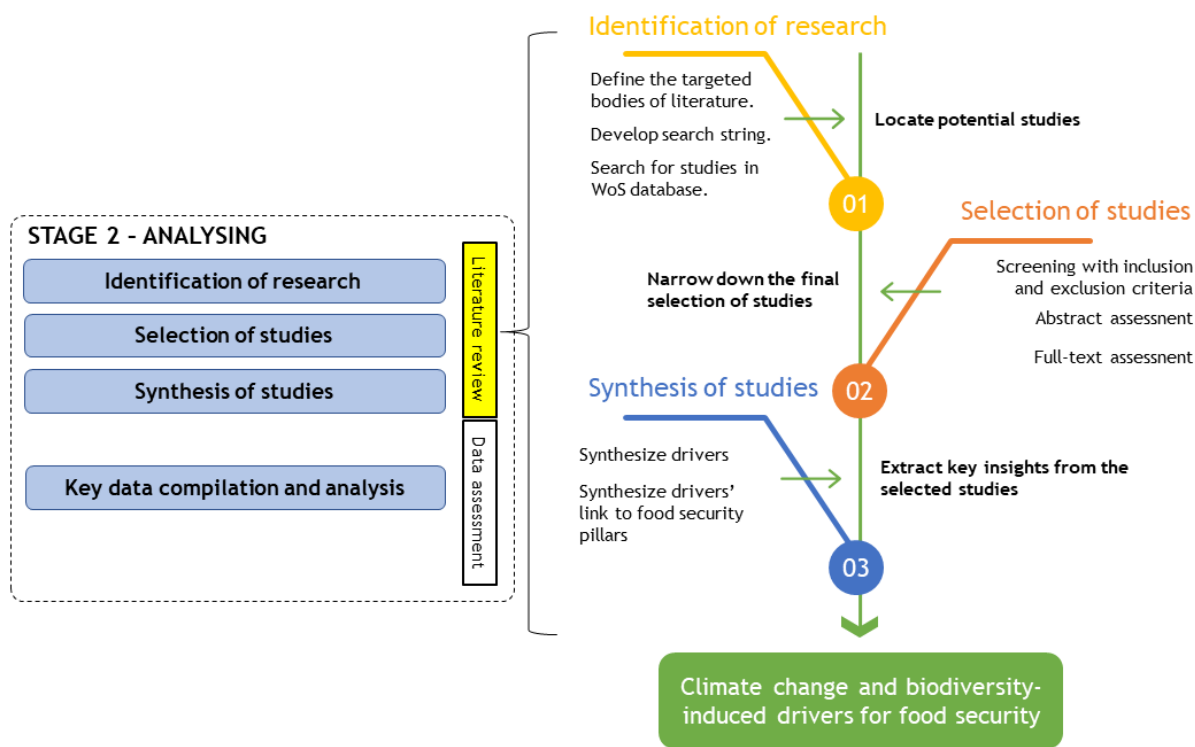 STAGE 2 – ANALYSING
Identification of research
Selection of studies
Synthesis of studies
Key data compilation and analysis
Literature review
Data assessment
Identification of research
Define the targeted
bodies of literature.
Develop search string.
Search for studies in
WoS database.
Locate potential studies
01
Selection of studies
Screening with inclusion
and exclusion criteria
Abstract assessnent
Full-text assessnent
Narrow down the final
selection of studies
02
Synthesis of studies
Synthesize drivers
Synthesize drivers’
link to food security
pillars
Extract key insights from the
selected studies
03
Climate change and biodiversity-
induced drivers for food security